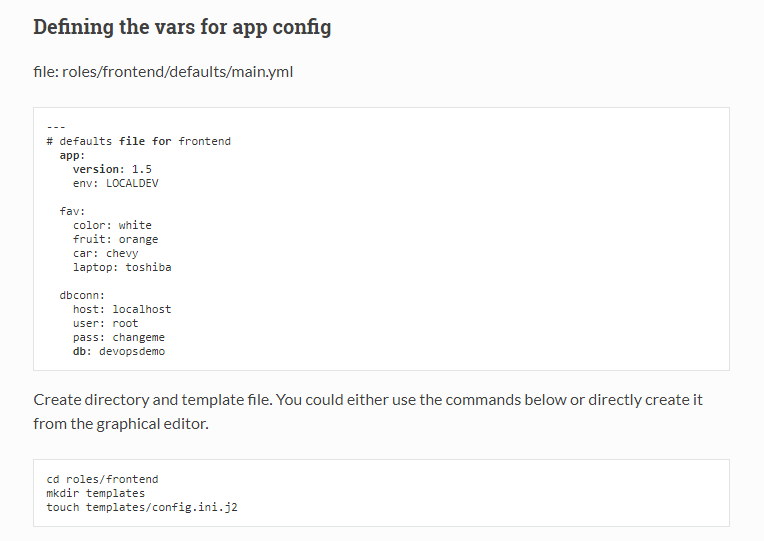 Defining the vars for app config
file: roles/frontend/defaults/main.yml
---
# defaults file for frontend
  app:
    version: 1.5
    env: LOCALDEV
  fav:
    color: white
    fruit: orange
    car: chevy
    laptop: toshiba
  dbconn:
    host: localhost
    user: root
    pass: changeme
    db: devopsdemo
Create directory and template file. You could either use the commands below or directly create it
from the graphical editor.
cd roles/frontend
mkdir templates
touch templates/config.ini.j2